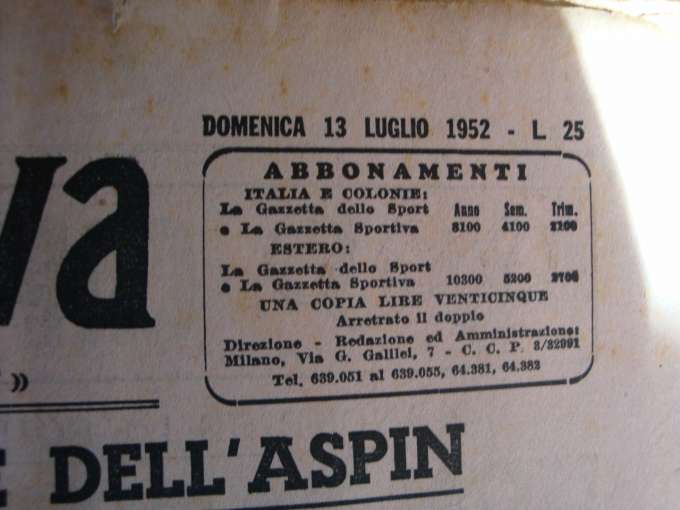 DOMENICA 13 LUGLIO 1952 - L 25
va
ABBONAMENTI
ITALIA E COLONIE:
La Gazzetta dello Sport Anno Sem. Trim.
e La Gazzetta Sportiva 8100 4100 2100
ESTERO:
La Gazzetta dello Sport
e La Gazzetta Sportiva 10300 5200 2700
UNA COPIA LIRE VENTICINQUE
Arretrato il doppio
Direzione - Redazione ed Amministrazione:
Milano, Via G. Galilei, 7 - C. C. P. 3/32991
Tel. 639.051 al 639.055, 64.381, 64.382
»
E DELL'ASPIN